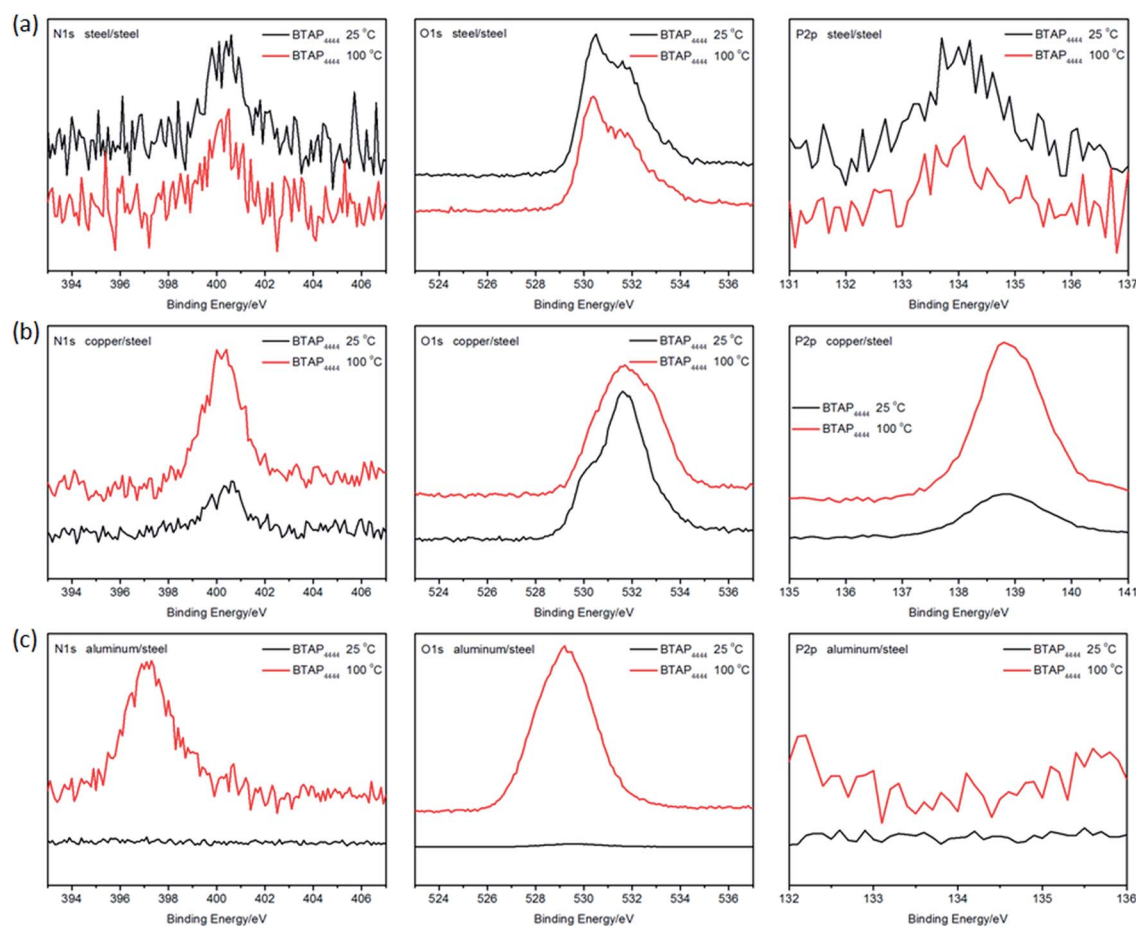 (a)
N1s steel/steel
BTAP4444 25 °C
BTAP4444 100 °C
394 396 398 400 402 404 406
Binding Energy/eV
O1s steel/steel
BTAP4444 25 °C
BTAP4444 100 °C
524 526 528 530 532 534 536
Binding Energy/eV
P2p steel/steel
BTAP4444 25 °C
BTAP4444 100 °C
131 132 133 134 135 136 137
Binding Energy/eV
(b)
N1s copper/steel
BTAP4444 25 °C
BTAP4444 100 °C
394 396 398 400 402 404 406
Binding Energy/eV
O1s copper/steel
BTAP4444 25 °C
BTAP4444 100 °C
524 526 528 530 532 534 536
Binding Energy/eV
P2p copper/steel
BTAP4444 25 °C
BTAP4444 100 °C
135 136 137 138 139 140 141
Binding Energy/eV
(c)
N1s aluminum/steel
BTAP4444 25 °C
BTAP4444 100 °C
394 396 398 400 402 404 406
Binding Energy/eV
O1s aluminum/steel
BTAP4444 25 °C
BTAP4444 100 °C
524 526 528 530 532 534 536
Binding Energy/eV
P2p aluminum/steel
BTAP4444 25 °C
BTAP4444 100 °C
132 133 134 135 136
Binding Energy/eV